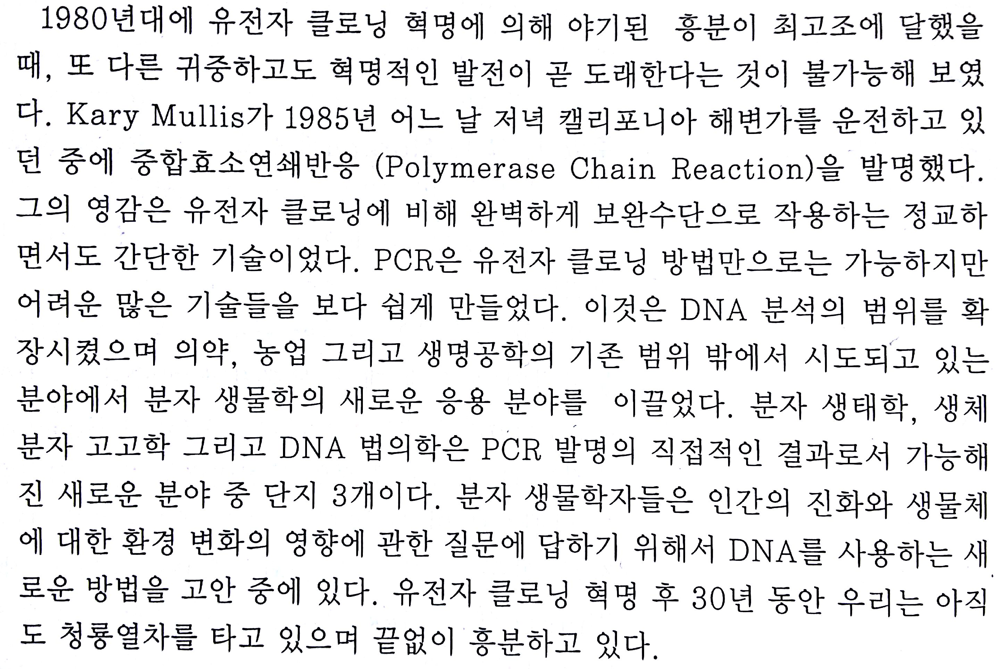 1980년대에 유전자 클로닝 혁명에 의해 야기된 흥분이 최고조에 달했을
때, 또 다른 귀중하고도 혁명적인 발전이 곧 도래한다는 것이 불가능해 보였
다. Kary Mullis가 1985년 어느 날 저녁 캘리포니아 해변가를 운전하고 있
던 중에 중합효소연쇄반응 (Polymerase Chain Reaction)을 발명했다.
그의 영감은 유전자 클로닝에 비해 완벽하게 보완수단으로 작용하는 정교하
면서도 간단한 기술이었다. PCR은 유전자 클로닝 방법만으로는 가능하지만
어려운 많은 기술들을 보다 쉽게 만들었다. 이것은 DNA 분석의 범위를 확
장시켰으며 의약, 농업 그리고 생명공학의 기존 범위 밖에서 시도되고 있는
분야에서 분자 생물학의 새로운 응용 분야를 이끌었다. 분자 생태학, 생체
분자 고고학 그리고 DNA 법의학은 PCR 발명의 직접적인 결과로서 가능해
진 새로운 분야 중 단지 3개이다. 분자 생물학자들은 인간의 진화와 생물체
에 대한 환경 변화의 영향에 관한 질문에 답하기 위해서 DNA를 사용하는 새
로운 방법을 고안 중에 있다. 유전자 클로닝 혁명 후 30년 동안 우리는 아직
도 청룡열차를 타고 있으며 끝없이 흥분하고 있다.